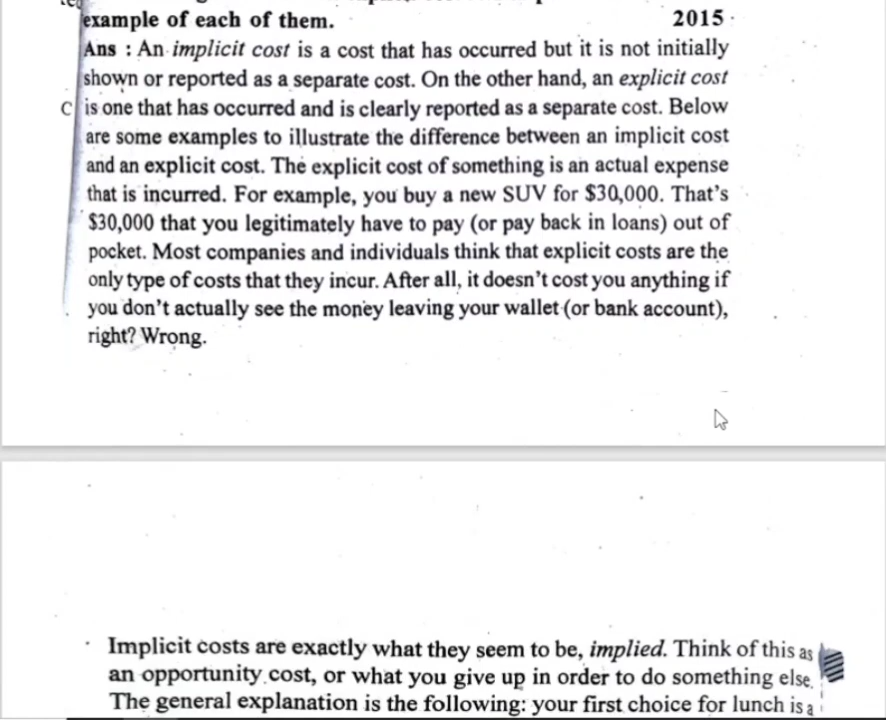 example of each of them. 2015
Ans : An implicit cost is a cost that has occurred but it is not initially
shown or reported as a separate cost. On the other hand, an explicit cost
C is one that has occurred and is clearly reported as a separate cost. Below
are some examples to illustrate the difference between an implicit cost
and an explicit cost. The explicit cost of something is an actual expense
that is incurred. For example, you buy a new SUV for $30,000. That's
$30,000 that you legitimately have to pay (or pay back in loans) out of
pocket. Most companies and individuals think that explicit costs are the
only type of costs that they incur. After all, it doesn't cost you anything if
you don't actually see the money leaving your wallet (or bank account),
right? Wrong.
Implicit costs are exactly what they seem to be, implied. Think of this as
an opportunity cost, or what you give up in order to do something else.
The general explanation is the following: your first choice for lunch is a